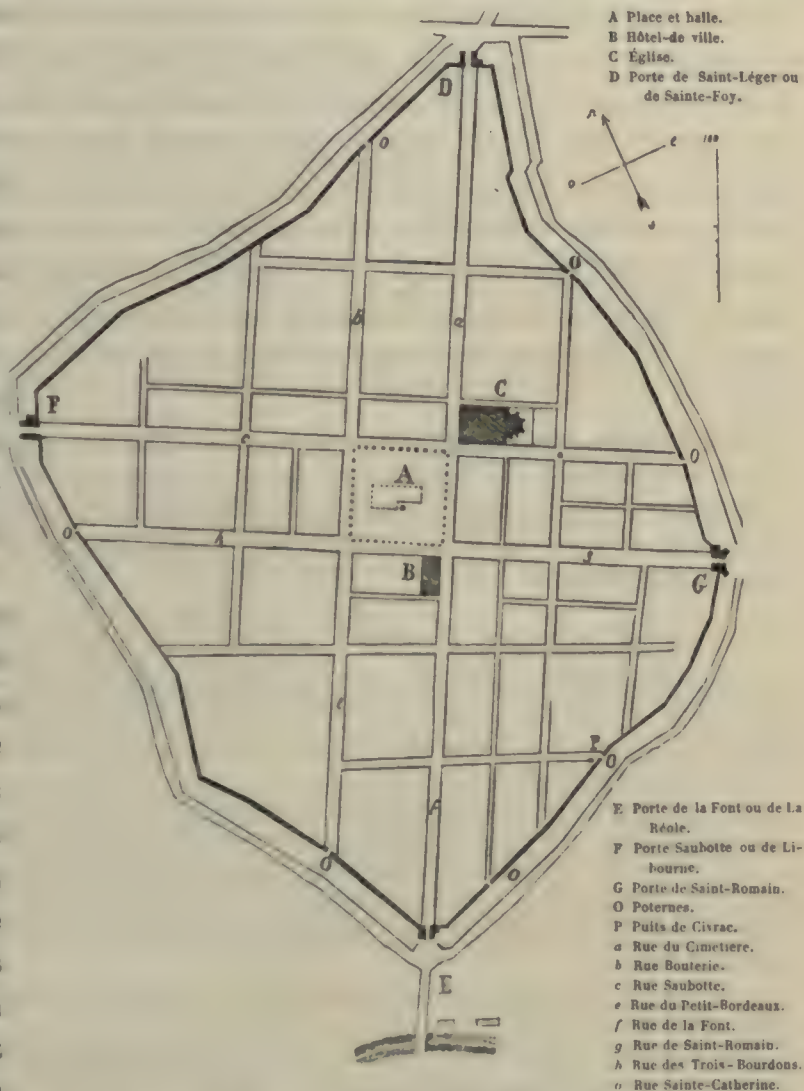 A Place et halle.
B Hôtel-de ville.
C Église.
D Porte de Saint-Léger ou
de Sainte-Foy.
n
e
o
s
100
D
O
O
b
a
C
F
c
O
A
O
h
g
B
G
e
P
O
f
O
O
E
E Porte de la Font ou de La
Réole.
F Porte Saubotte ou de Li-
bourne.
G Porte de Saint-Romain.
O Poternes.
P Puits de Civrac.
a Rue du Cimetiere.
b Rue Bouterie.
c Rue Saubotte.
e Rue du Petit-Bordeaux.
f Rue de la Font.
g Rue de Saint-Romain.
h Rue des Trois-Bourdons.
o Rue Sainte-Catherine.